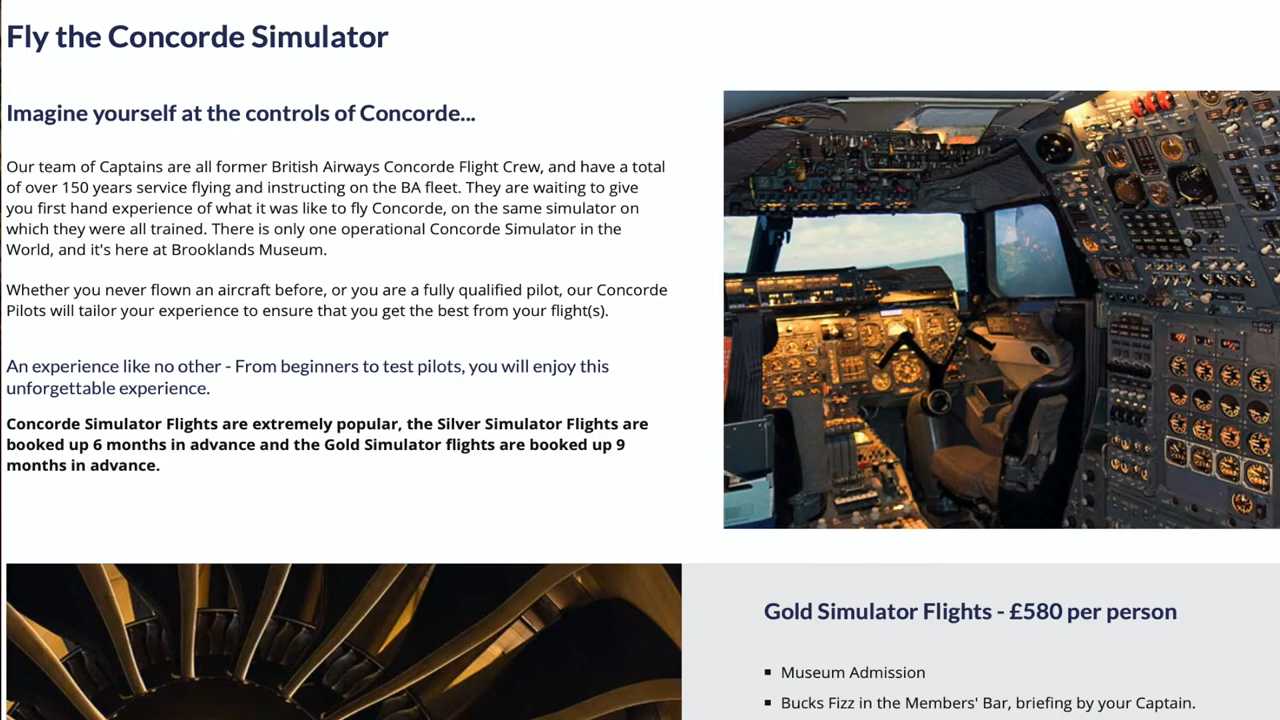 Fly the Concorde Simulator
Imagine yourself at the controls of Concorde...
Our team of Captains are all former British Airways Concorde Flight Crew, and have a total
of over 150 years service flying and instructing on the BA fleet. They are waiting to give
you first hand experience of what it was like to fly Concorde, on the same simulator on
which they were all trained. There is only one operational Concorde Simulator in the
World, and it's here at Brooklands Museum.
Whether you never flown an aircraft before, or you are a fully qualified pilot, our Concorde
Pilots will tailor your experience to ensure that you get the best from your flight(s).
An experience like no other - From beginners to test pilots, you will enjoy this
unforgettable experience.
Concorde Simulator Flights are extremely popular, the Silver Simulator Flights are
booked up 6 months in advance and the Gold Simulator flights are booked up 9
months in advance.
Gold Simulator Flights - £580 per person
▪ Museum Admission
▪ Bucks Fizz in the Members' Bar, briefing by your Captain.